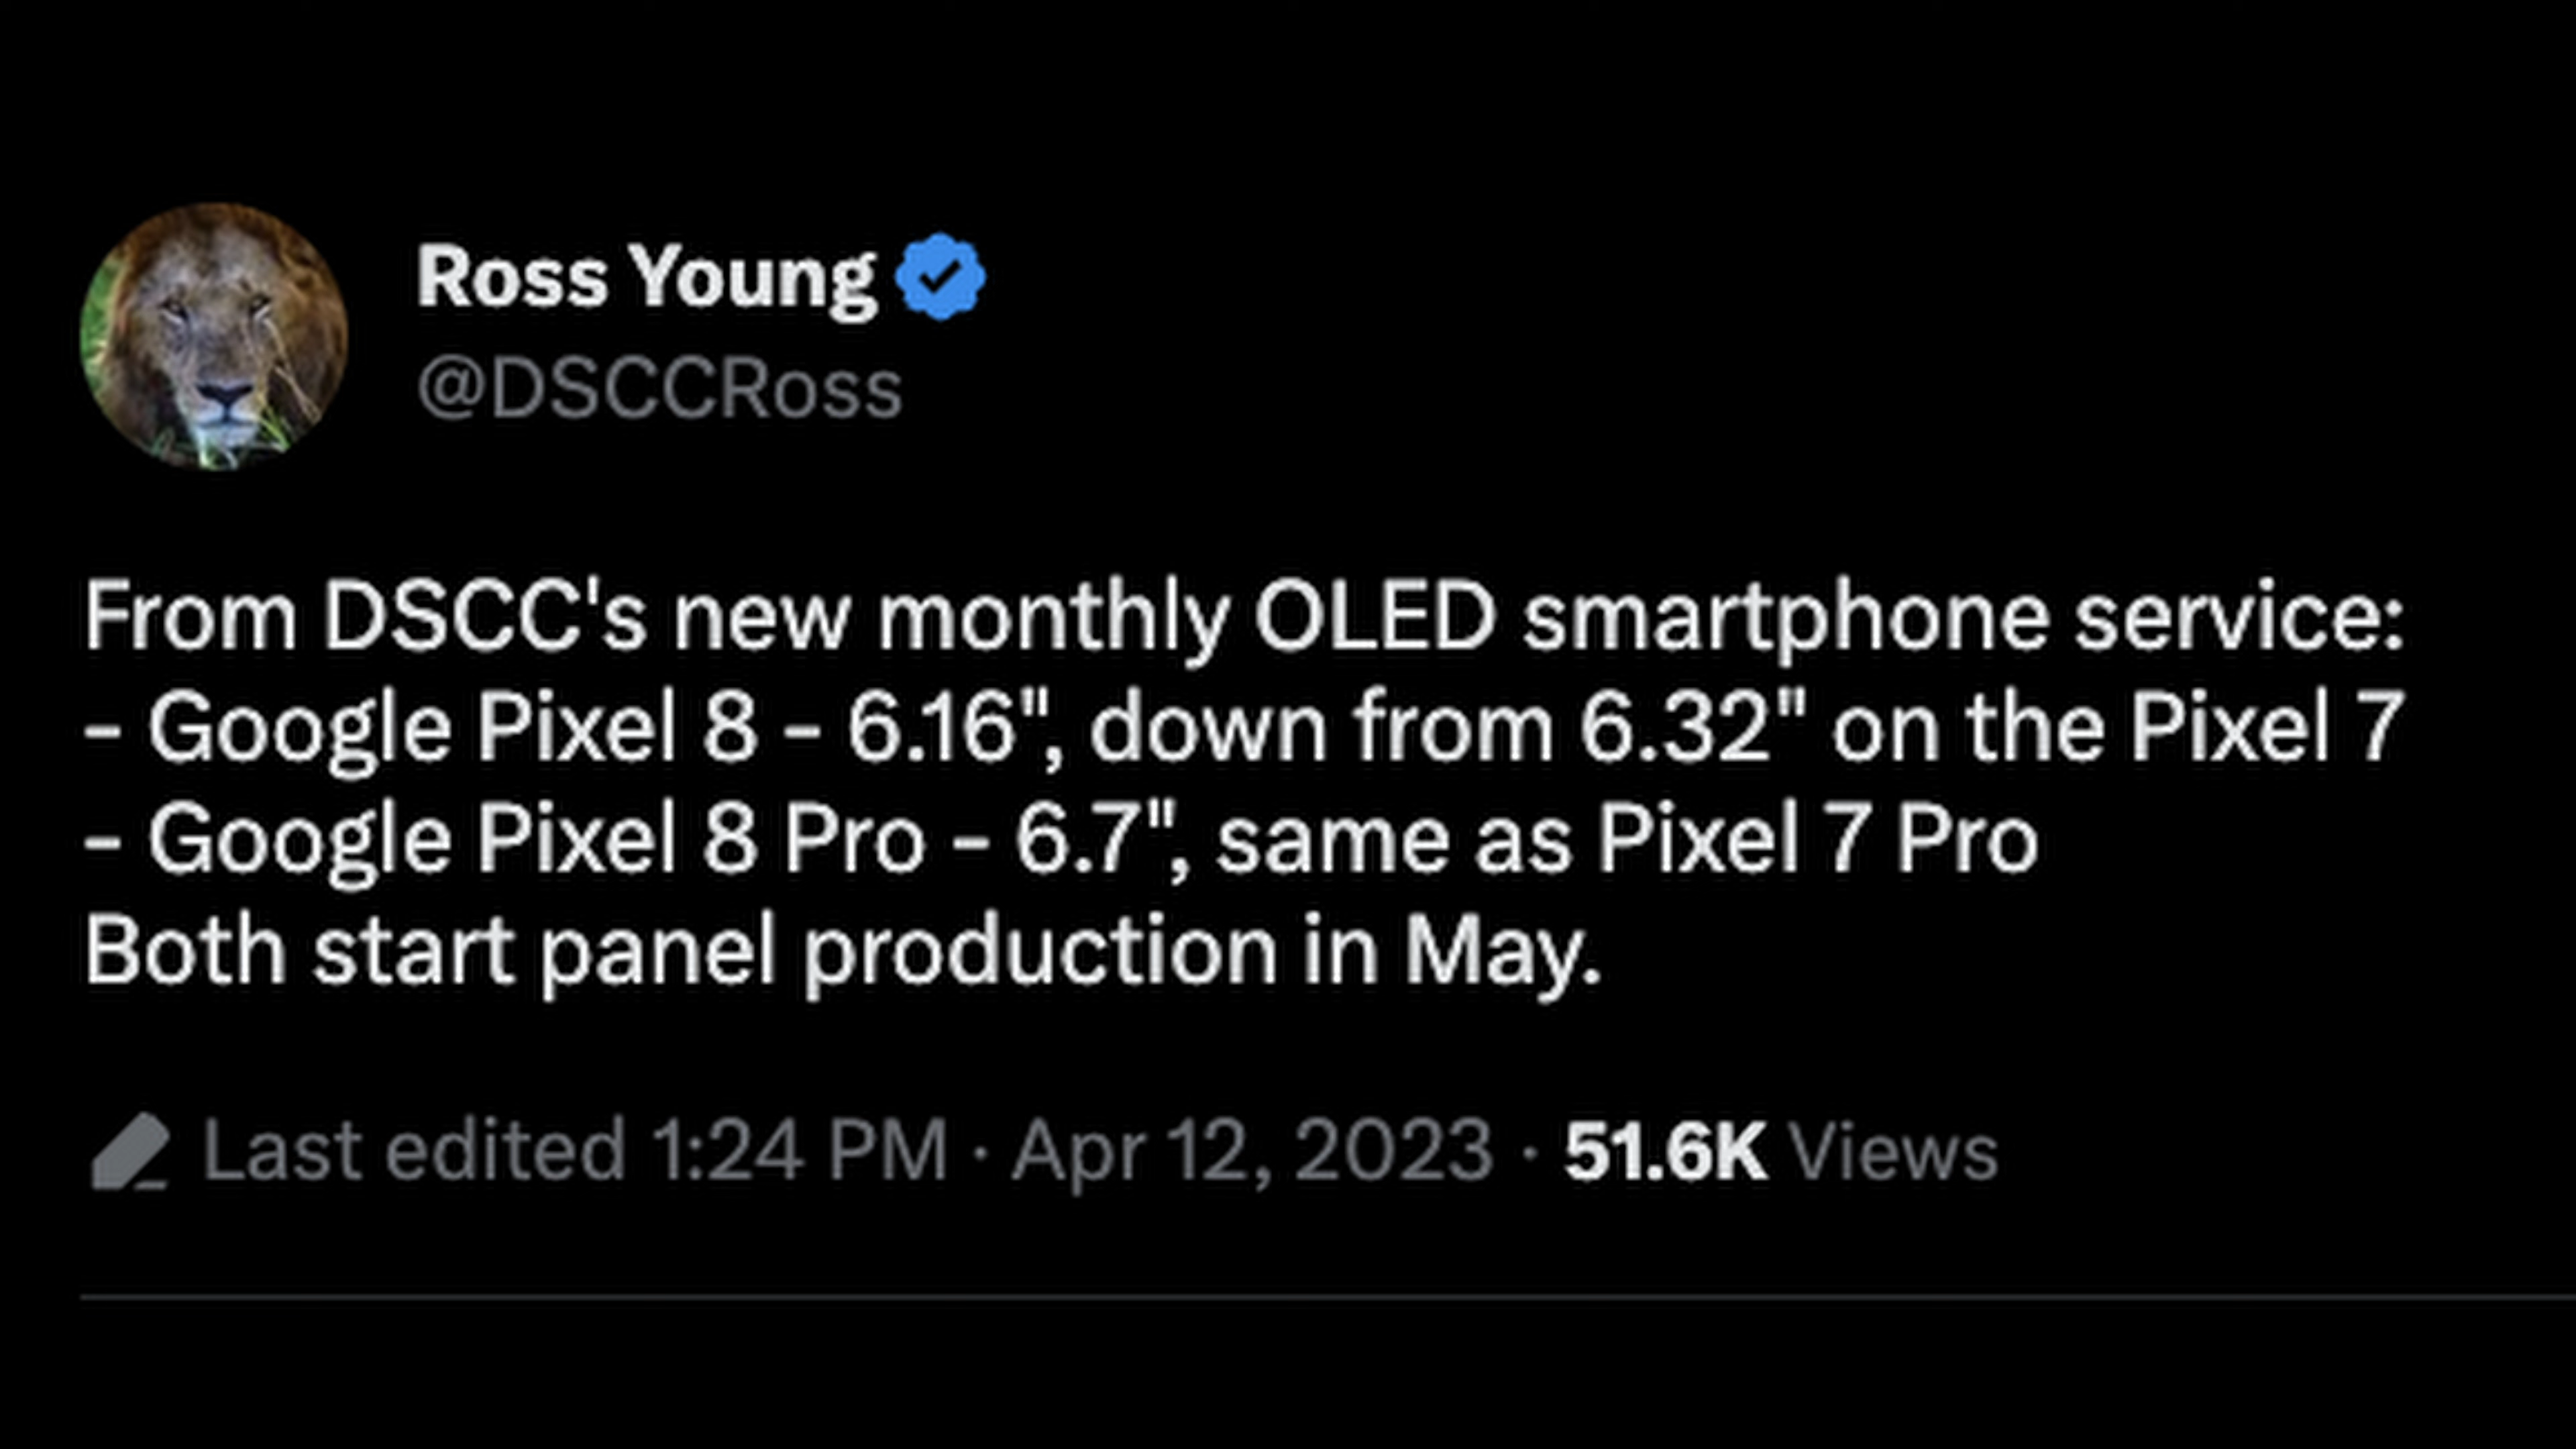 Ross Young
@DSCCRoss
From DSCC's new monthly OLED smartphone service:
- Google Pixel 8 - 6.16", down from 6.32" on the Pixel 7
- Google Pixel 8 Pro - 6.7", same as Pixel 7 Pro
Both start panel production in May.
Last edited 1:24 PM · Apr 12, 2023 · 51.6K Views